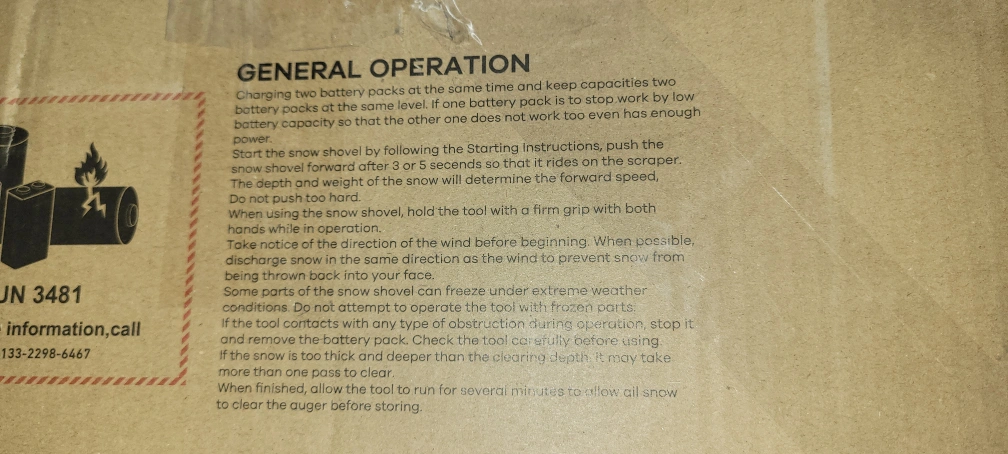 GENERAL OPERATION
Charging two battery packs at the same time and keep capacities two
battery packs at the same level. If one battery pack is to stop work by low
battery capacity so that the other one does not work too even has enough
power.
Start the snow shovel by following the Starting Instructions, push the
snow shovel forward after 3 or 5 seconds so that it rides on the scraper.
The depth and weight of the snow will determine the forward speed,
Do not push too hard.
When using the snow shovel, hold the tool with a firm grip with both
hands while in operation.
Take notice of the direction of the wind before beginning. When possible,
discharge snow in the same direction as the wind to prevent snow from
being thrown back into your face.
Some parts of the snow shovel can freeze under extreme weather
conditions. Do not attempt to operate the tool with frozen parts.
If the tool contacts with any type of obstruction during operation, stop it
and remove the battery pack. Check the tool carefully before using.
If the snow is too thick and deeper than the clearing depth, it may take
more than one pass to clear.
When finished, allow the tool to run for several minutes to allow all snow
to clear the auger before storing.
UN 3481
information,call
133-2298-6467